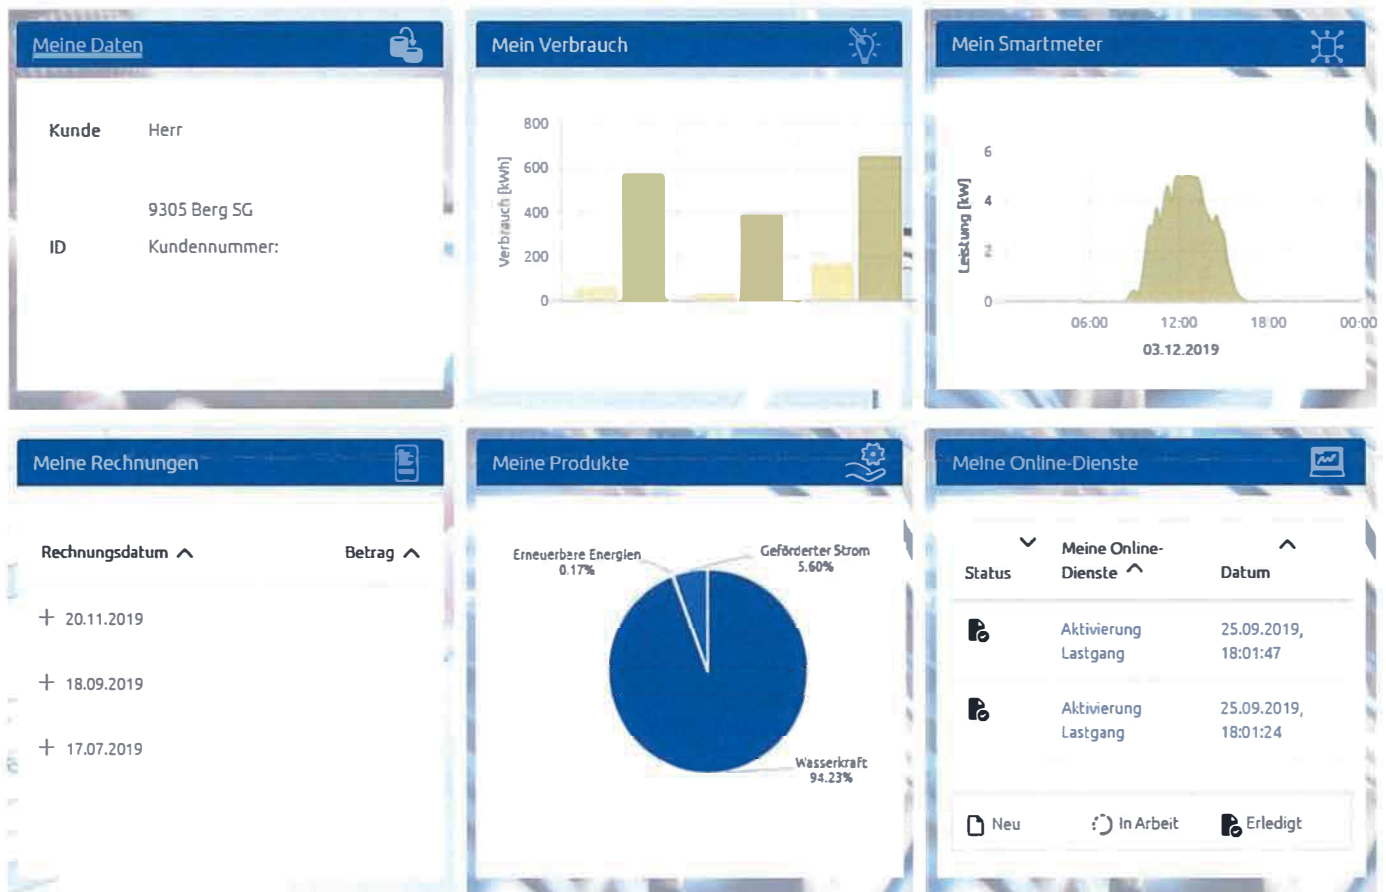 Meine Daten
Kunde Herr
9305 Berg SG
ID Kundennummer:
Mein Verbrauch
Verbrauch [kWh]
800
600
400
200
0
Mein Smartmeter
Leistung [kW]
6
4
2
0
06:00 12:00 18:00 00:00
03.12.2019
Meine Rechnungen
Rechnungsdatum Betrag
+ 20.11.2019
+ 18.09.2019
+ 17.07.2019
Meine Produkte
Erneuerbare Energien
0.17%
Geförderter Strom
5.60%
Wasserkraft
94.23%
Meine Online-Dienste
Status
Meine Online-
Dienste
Datum
Aktivierung
Lastgang
25.09.2019,
18:01:47
Aktivierung
Lastgang
25.09.2019,
18:01:24
Neu In Arbeit Erledigt